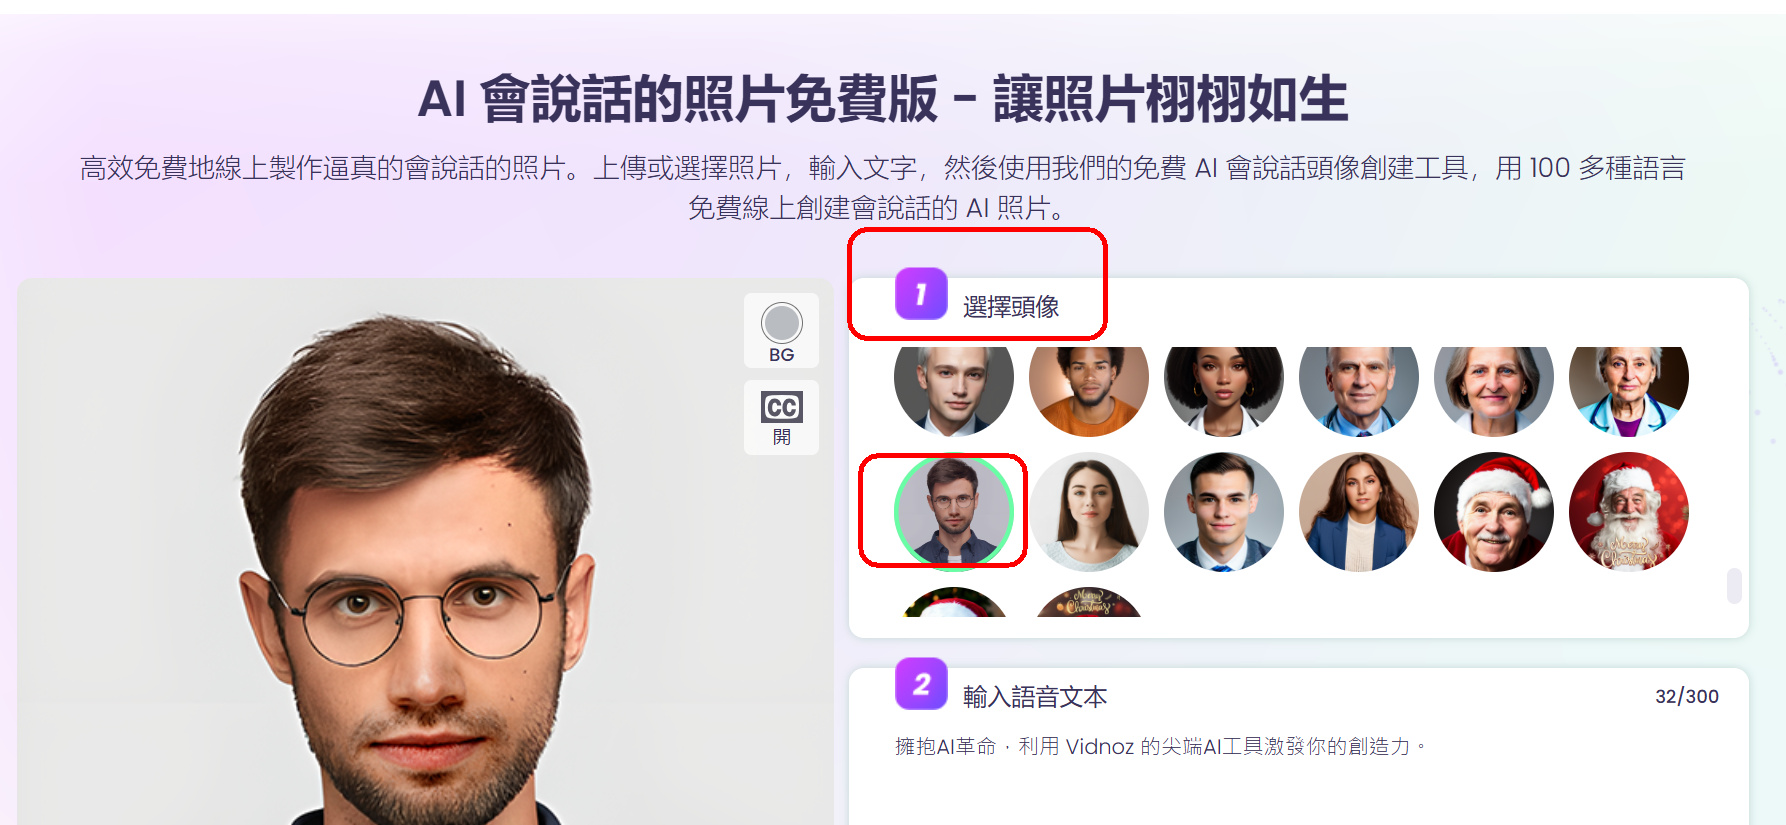 AI 會說話的照片免費版 - 讓照片栩栩如生
高效免費地線上製作逼真的會說話的照片。上傳或選擇照片，輸入文字，然後使用我們的免費 AI 會說話頭像創建工具，用 100 多種語言
免費線上創建會說話的 AI 照片。
BG
CC
開
1 選擇頭像
Merry
Christmas
Merry
Christmas
2 輸入語音文本
32/300
擁抱AI革命，利用 Vidnoz 的尖端AI工具激發你的創造力。